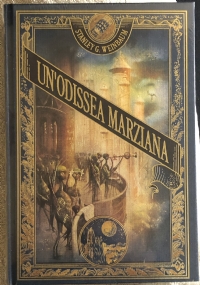 STANLEY G. WEINBAUM
UN'ODISSEA MARZIANA